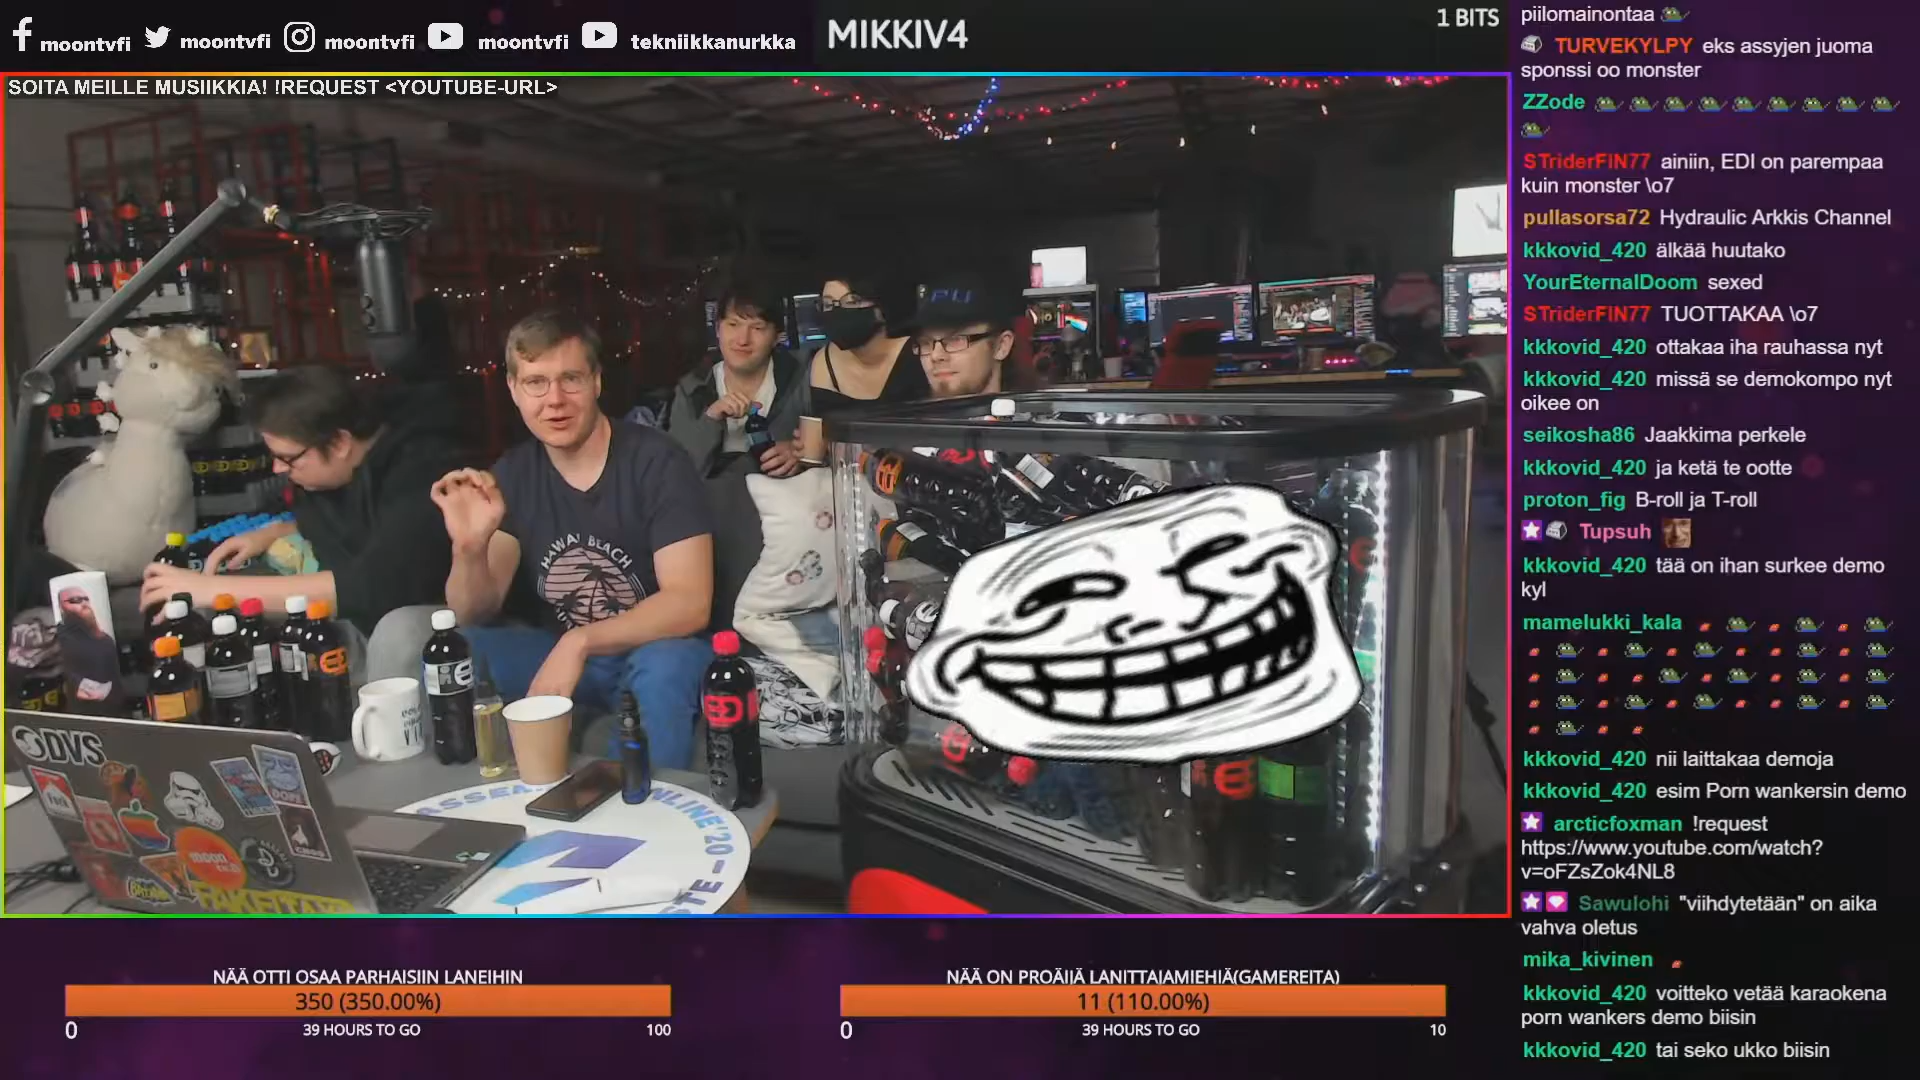 moontvfi moontvfi moontvfi moontvfi tekniikkanurkka
MIKKIV4
1 BITS
SOITA MEILLE MUSIIKKIA! !REQUEST <YOUTUBE-URL>
PU
HAWAI BEACH
EDI
DVS
moon
FAKEITAXI
NÄÄ OTTI OSAA PARHAISIIN LANEIHIN
350 (350.00%)
0 39 HOURS TO GO 100
NÄÄ ON PROÄIJÄ LANITTAJAMIEHIÄ(GAMEREITA)
11 (110.00%)
0 39 HOURS TO GO 10
piilomainontaa
TURVEKYLPY eks assyjen juoma
sponssi oo monster
ZZode
STriderFIN77 ainiin, EDI on parempaa
kuin monster \o7
pullasorsa72 Hydraulic Arkkis Channel
kkkovid_420 älkää huutako
YourEternalDoom sexed
STriderFIN77 TUOTTAKAA \o7
kkkovid_420 ottakaa iha rauhassa nyt
kkkovid_420 missä se demokompo nyt
oikee on
seikosha86 Jaakkima perkele
kkkovid_420 ja ketä te ootte
proton_fig B-roll ja T-roll
Tupsuh
kkkovid_420 tää on ihan surkee demo
kyl
mamelukki_kala
kkkovid_420 nii laittakaa demoja
kkkovid_420 esim Porn wankersin demo
arcticfoxman !request
https://www.youtube.com/watch?
v=oFZsZok4NL8
Sawulohi "viihdytetään" on aika
vahva oletus
mika_kivinen
kkkovid_420 voitteko vetää karaokena
porn wankers demo biisin
kkkovid_420 tai seko ukko biisin